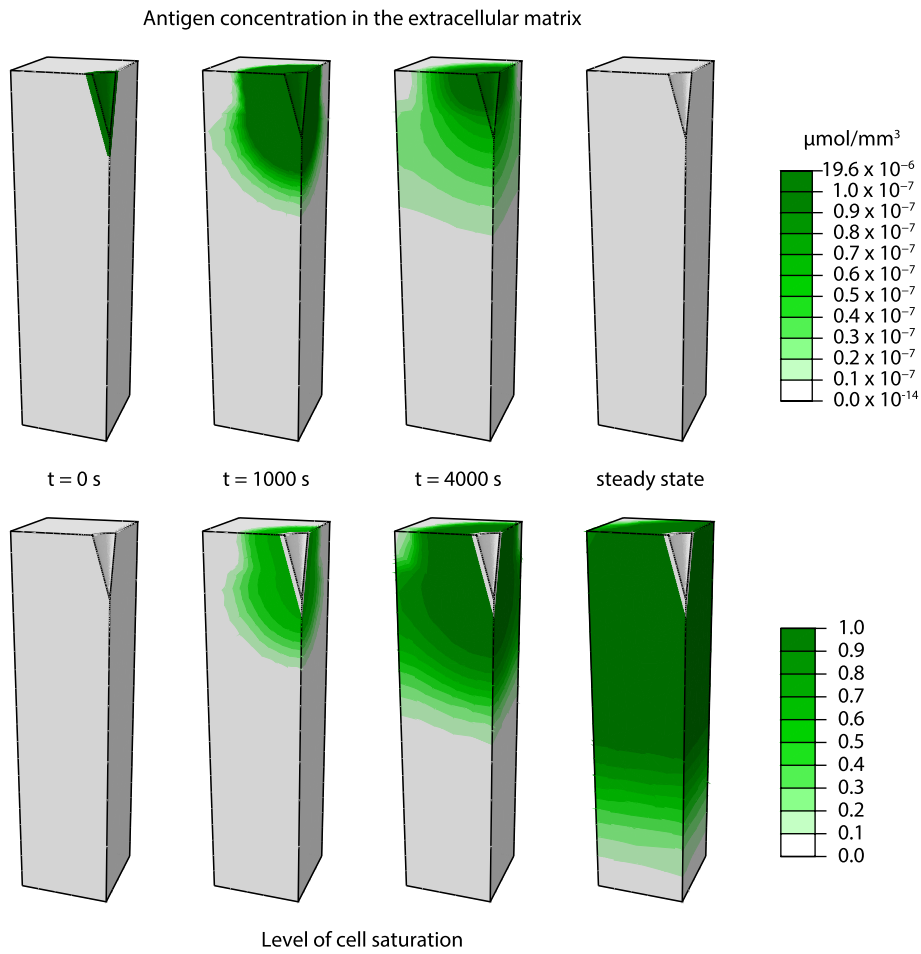 Antigen concentration in the extracellular matrix
µmol/mm³
19.6 x 10⁻⁶
1.0 x 10⁻⁷
0.9 x 10⁻⁷
0.8 x 10⁻⁷
0.7 x 10⁻⁷
0.6 x 10⁻⁷
0.5 x 10⁻⁷
0.4 x 10⁻⁷
0.3 x 10⁻⁷
0.2 x 10⁻⁷
0.1 x 10⁻⁷
0.0 x 10⁻¹⁴
t = 0 s t = 1000 s t = 4000 s steady state
1.0
0.9
0.8
0.7
0.6
0.5
0.4
0.3
0.2
0.1
0.0
Level of cell saturation